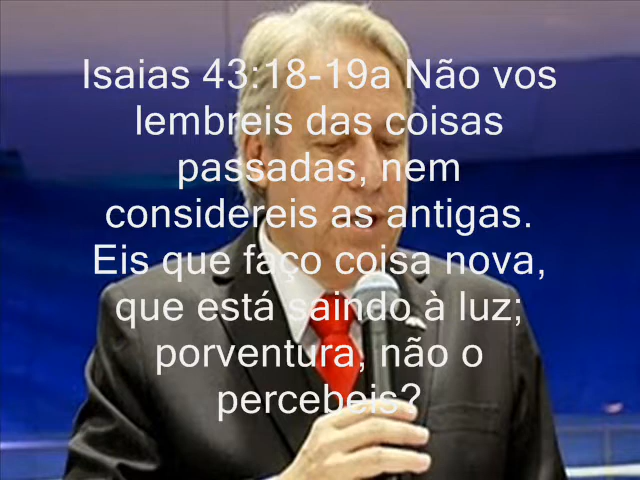 Isaias 43:18-19a Não vos
lembreis das coisas
passadas, nem
considereis as antigas.
Eis que faço coisa nova,
que está saindo à luz;
porventura, não o
percebeis?